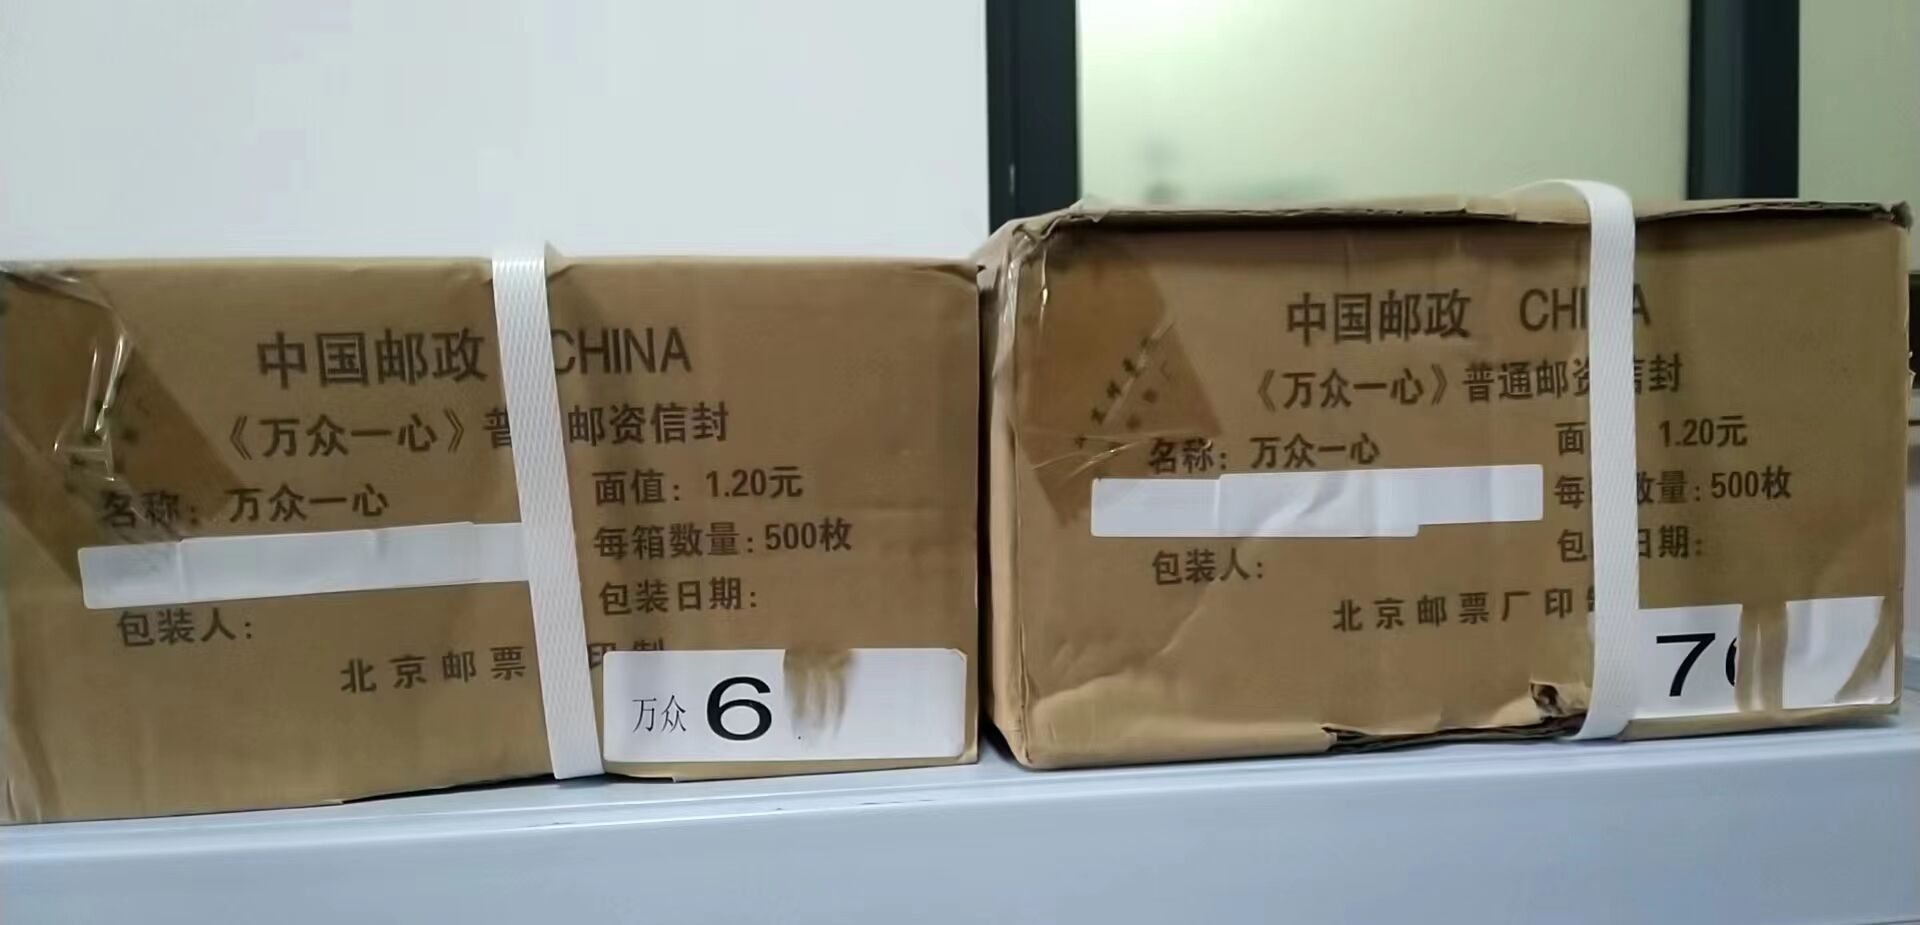 中国邮政 CHINA
《万众一心》普 邮资信封
名称：万众一心
面值：1.20元
每箱数量：500枚
包装人：
包装日期：
北京邮票 印制
万众 6
中国邮政 CHI A
《万众一心》普通邮资信封
名称：万众一心
面 1.20元
每 数量：500枚
包装人：
包 日期：
北京邮票厂印
7